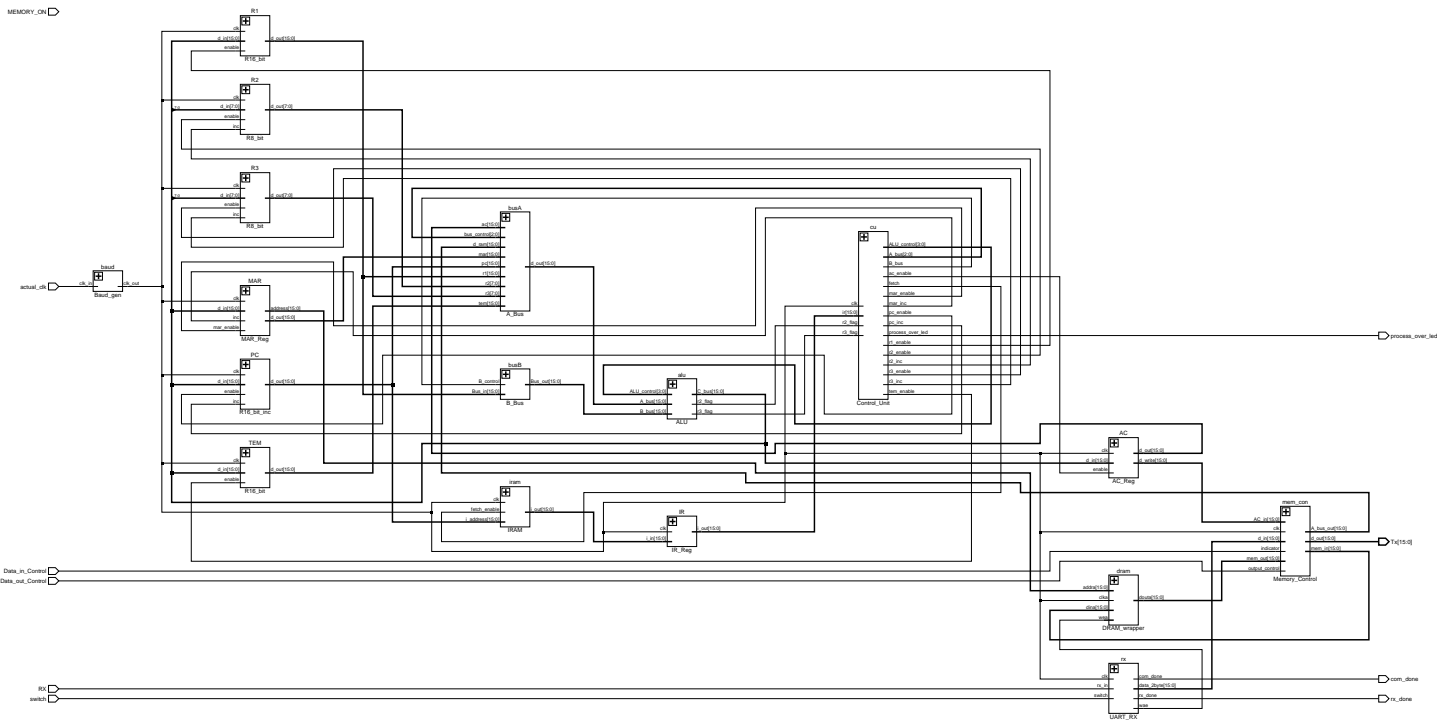 MEMORY_ON
R1
clk
d_in[15:0]
d_out[15:0]
enable
R16_bit
R2
clk
d_in[7:0]
d_out[7:0]
enable
inc
R8_bit
R3
clk
d_in[7:0]
d_out[7:0]
enable
inc
R8_bit
busA
ac[15:0]
bus_control[2:0]
d_ram[15:0]
mar[15:0]
pc[15:0]
d_out[15:0]
r1[15:0]
r2[7:0]
r3[7:0]
tem[15:0]
A_Bus
cu
ALU_control[3:0]
A_bus[2:0]
B_bus
ac_enable
fetch
mar_enable
clk
mar_inc
ir[15:0]
pc_enable
r2_flag
pc_inc
r3_flag
process_over_led
r1_enable
r2_enable
r2_inc
r3_enable
r3_inc
tem_enable
Control_Unit
process_over_led
baud
actual_clk
clk_in
clk_out
Baud_gen
MAR
clk
d_in[15:0]
address[15:0]
inc
d_out[15:0]
mar_enable
MAR_Reg
PC
clk
d_in[15:0]
d_out[15:0]
enable
inc
R16_bit_inc
busB
B_control
Bus_out[15:0]
Bus_in[15:0]
B_Bus
alu
ALU_control[3:0]
C_bus[15:0]
A_bus[15:0]
r2_flag
B_bus[15:0]
r3_flag
ALU
TEM
clk
d_in[15:0]
d_out[15:0]
enable
R16_bit
AC
clk
d_out[15:0]
d_in[15:0]
d_write[15:0]
enable
AC_Reg
iram
clk
fetch_enable
i_out[15:0]
i_address[15:0]
IRAM
IR
clk
i_out[15:0]
i_in[15:0]
IR_Reg
mem_con
AC_in[15:0]
clk
A_bus_out[15:0]
d_in[15:0]
d_out[15:0]
indicator
mem_in[15:0]
mem_out[15:0]
output_control
Memory_Control
Tx[15:0]
Data_in_Control
Data_out_Control
dram
addra[15:0]
clka
douta[15:0]
dina[15:0]
wea
DRAM_wrapper
rx
clk
com_done
RX
rx_in
data_2byte[15:0]
switch
switch
rx_done
wae
UART_RX
com_done
rx_done